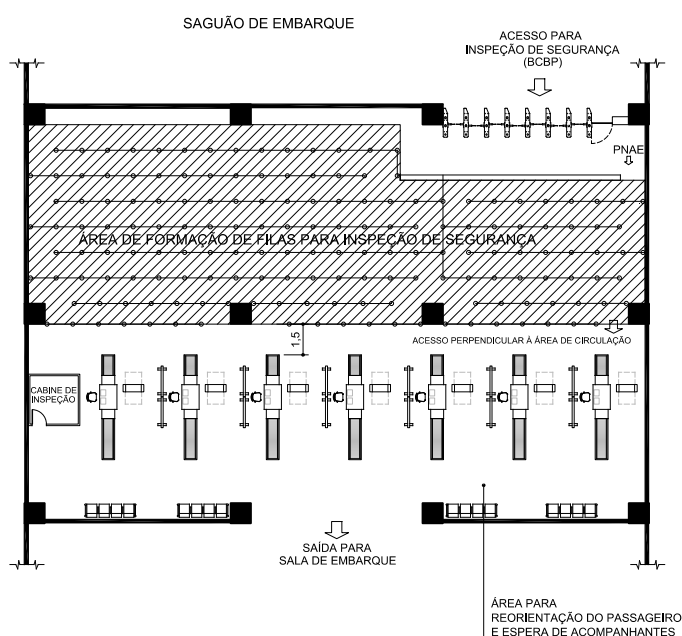 SAGUÃO DE EMBARQUE
ACESSO PARA
INSPEÇÃO DE SEGURANÇA
(BCBP)
PNAE
ÁREA DE FORMAÇÃO DE FILAS PARA INSPEÇÃO DE SEGURANÇA
1,5
ACESSO PERPENDICULAR À ÁREA DE CIRCULAÇÃO
CABINE DE
INSPEÇÃO
SAÍDA PARA
SALA DE EMBARQUE
ÁREA PARA
REORIENTAÇÃO DO PASSAGEIRO
E ESPERA DE ACOMPANHANTES